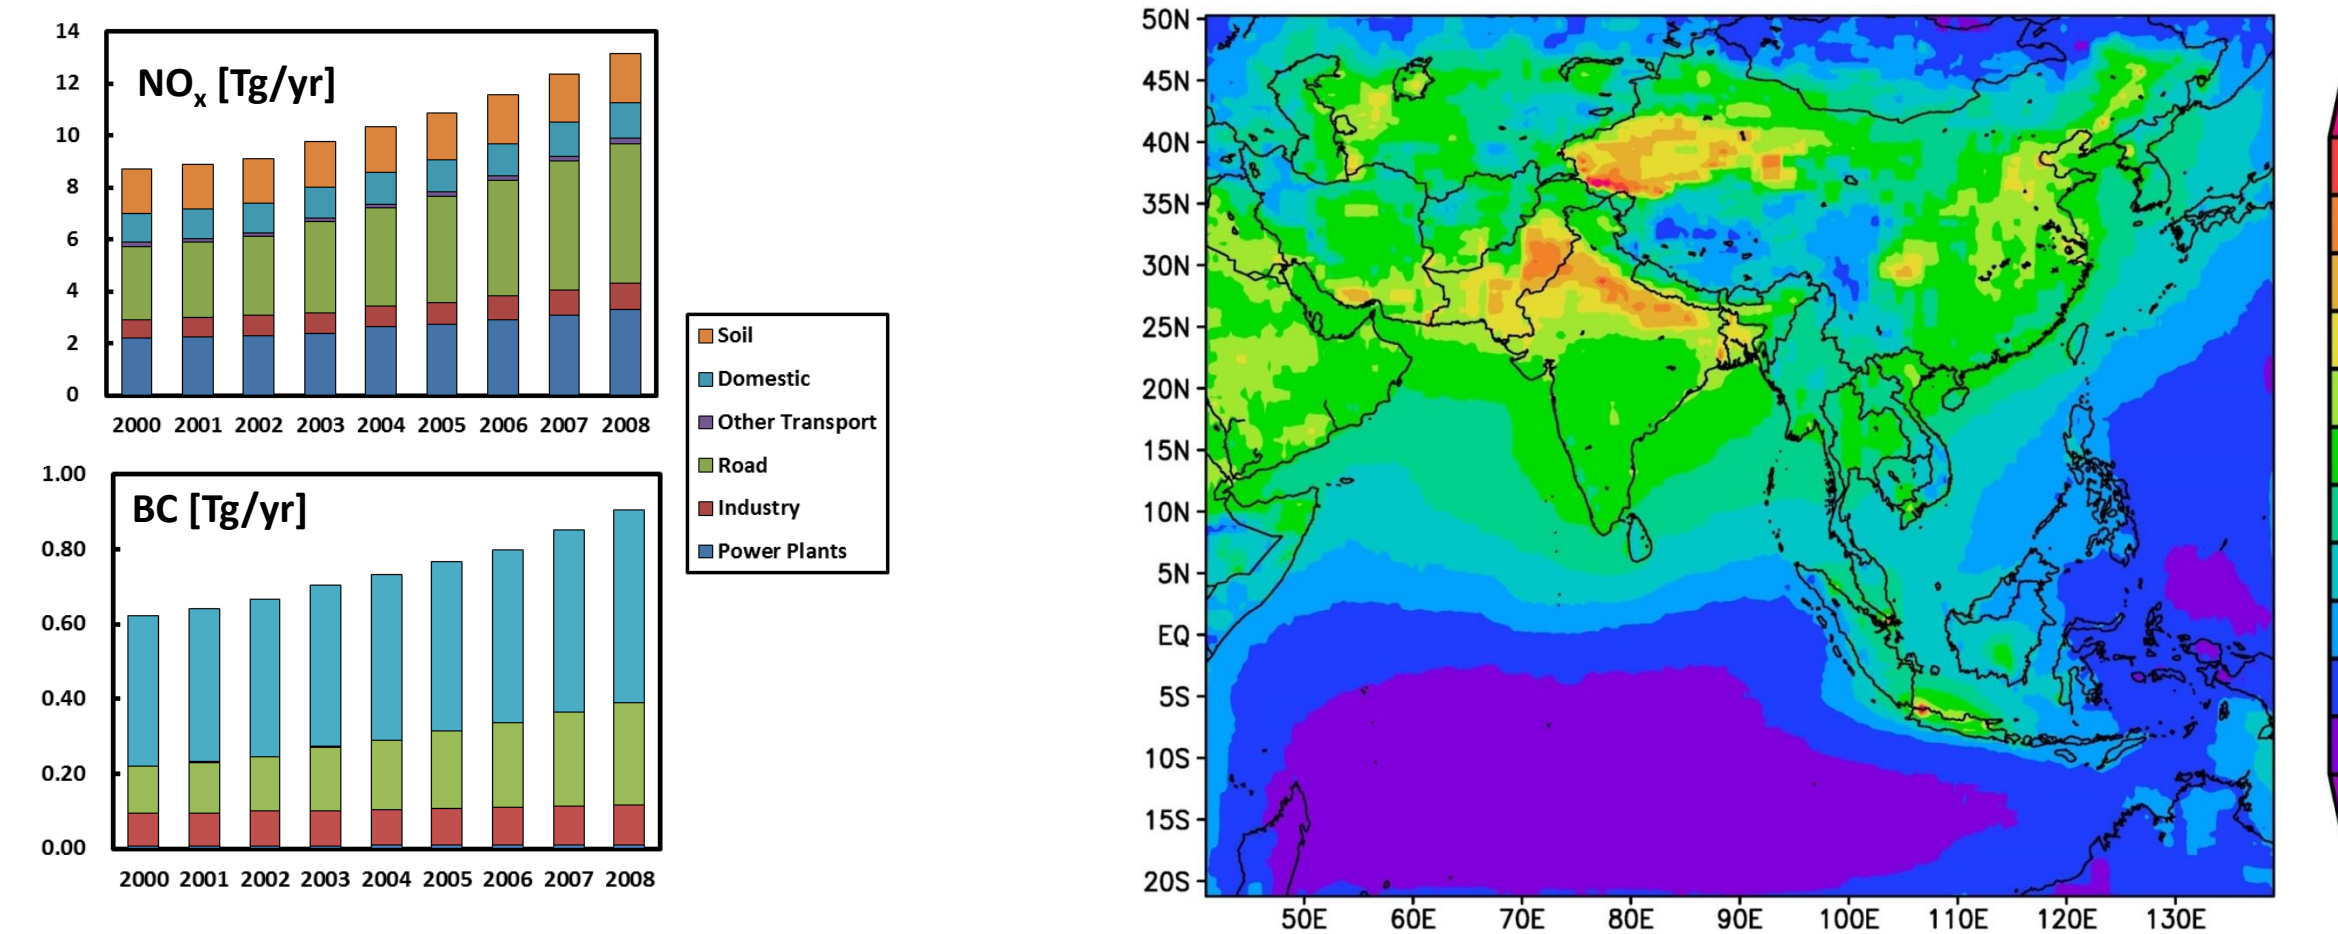 14
12
10
8
6
4
2
0
NOx [Tg/yr]
2000 2001 2002 2003 2004 2005 2006 2007 2008
1.00
0.80
0.60
0.40
0.20
0.00
BC [Tg/yr]
2000 2001 2002 2003 2004 2005 2006 2007 2008
Soil
Domestic
Other Transport
Road
Industry
Power Plants
50N
45N
40N
35N
30N
25N
20N
15N
10N
5N
EQ
5S
10S
15S
20S
50E 60E 70E 80E 90E 100E 110E 120E 130E